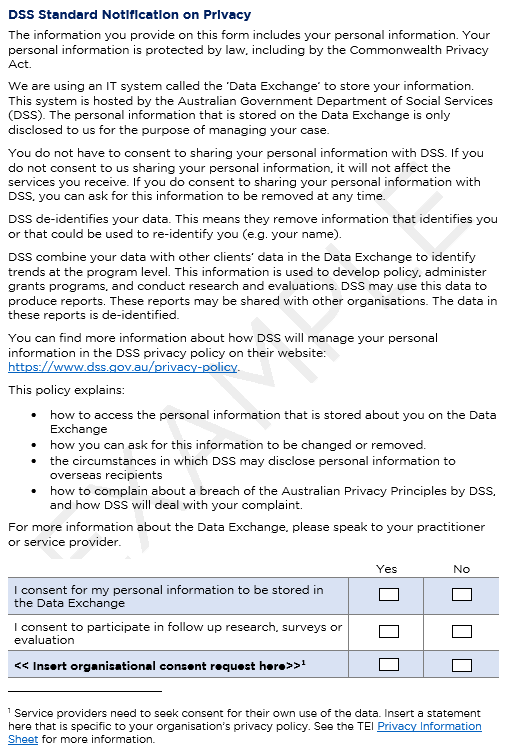 DSS Standard Notification on Privacy
The information you provide on this form includes your personal information. Your
personal information is protected by law, including by the Commonwealth Privacy
Act.
We are using an IT system called the ‘Data Exchange’ to store your information.
This system is hosted by the Australian Government Department of Social Services
(DSS). The personal information that is stored on the Data Exchange is only
disclosed to us for the purpose of managing your case.
You do not have to consent to sharing your personal information with DSS. If you
do not consent to us sharing your personal information, it will not affect the
services you receive. If you do consent to sharing your personal information with
DSS, you can ask for this information to be removed at any time.
DSS de-identifies your data. This means they remove information that identifies you
or that could be used to re-identify you (e.g. your name).
DSS combine your data with other clients’ data in the Data Exchange to identify
trends at the program level. This information is used to develop policy, administer
grants programs, and conduct research and evaluations. DSS may use this data to
produce reports. These reports may be shared with other organisations. The data in
these reports is de-identified.
You can find more information about how DSS will manage your personal
information in the DSS privacy policy on their website:
https://www.dss.gov.au/privacy-policy.
This policy explains:
• how to access the personal information that is stored about you on the Data
Exchange
• how you can ask for this information to be changed or removed.
• the circumstances in which DSS may disclose personal information to
overseas recipients
• how to complain about a breach of the Australian Privacy Principles by DSS,
and how DSS will deal with your complaint.
For more information about the Data Exchange, please speak to your practitioner
or service provider.
Yes No
I consent for my personal information to be stored in
the Data Exchange
I consent to participate in follow up research, surveys or
evaluation
<< Insert organisational consent request here>>¹
¹ Service providers need to seek consent for their own use of the data. Insert a statement
here that is specific to your organisation’s privacy policy. See the TEI Privacy Information
Sheet for more information.
EXAMPLE